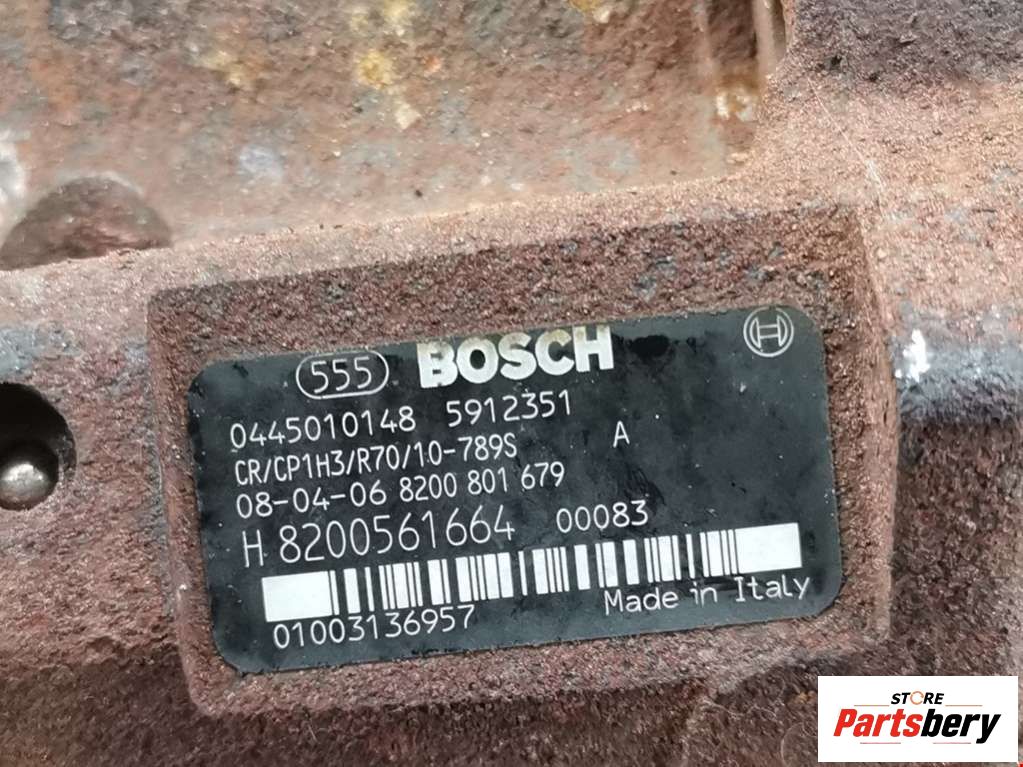 555 BOSCH
0445010148 5912351
CR/CP1H3/R70/10-789S A
08-04-06 8200 801 679
H 8200561664 00083
01003136957 Made in Italy
STORE
Partsbery